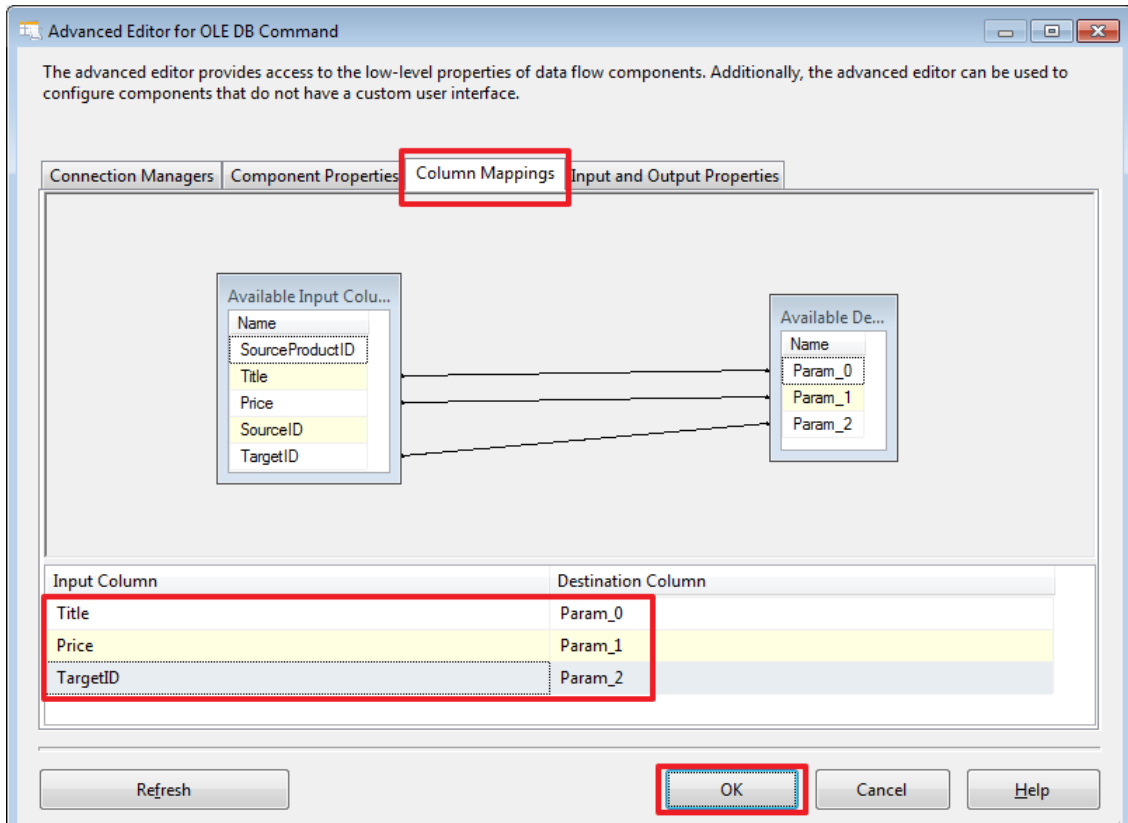 Advanced Editor for OLE DB Command
The advanced editor provides access to the low-level properties of data flow components. Additionally, the advanced editor can be used to
configure components that do not have a custom user interface.
Connection Managers Component Properties Column Mappings Input and Output Properties
Available Input Colu...
Name
SourceProductID
Title
Price
SourceID
TargetID
Available De...
Name
Param_0
Param_1
Param_2
Input Column Destination Column
Title Param_0
Price Param_1
TargetID Param_2
Refresh OK Cancel Help